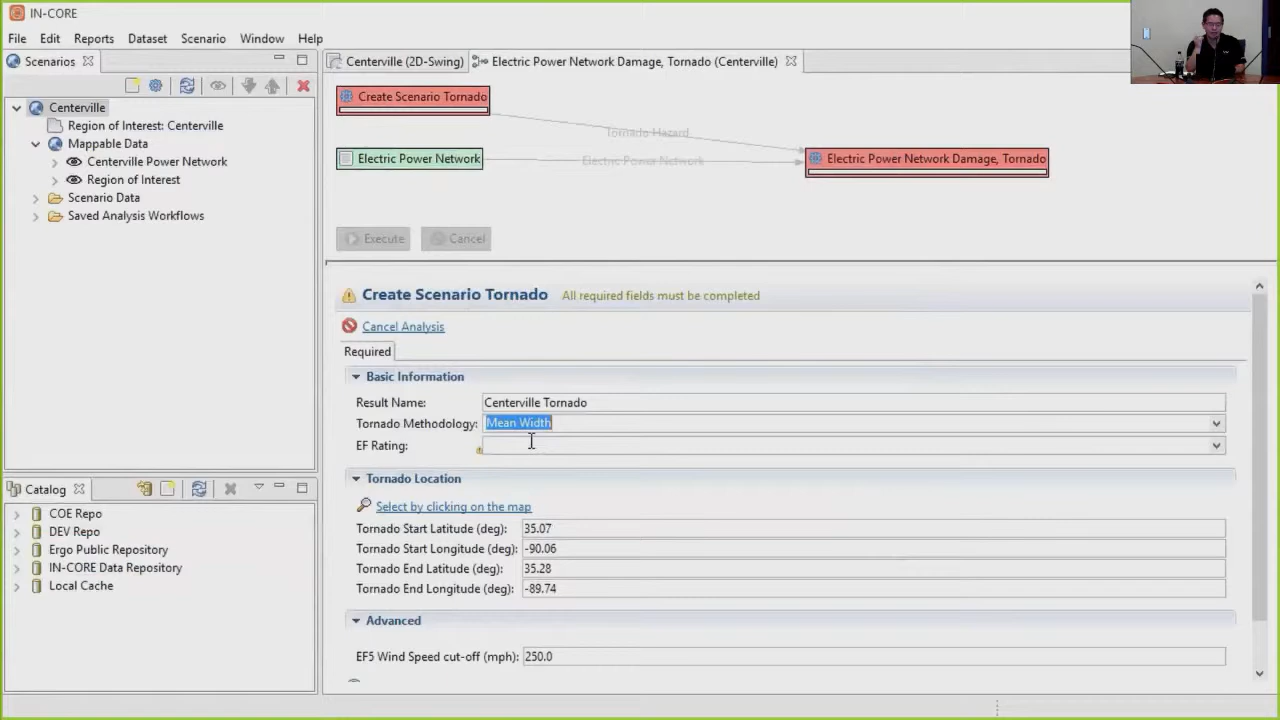 IN-CORE
File Edit Reports Dataset Scenario Window Help
Scenarios
Centerville
Region of Interest: Centerville
Mappable Data
Centerville Power Network
Region of Interest
Scenario Data
Saved Analysis Workflows
Catalog
COE Repo
DEV Repo
Ergo Public Repository
IN-CORE Data Repository
Local Cache
Centerville (2D-Swing)
Electric Power Network Damage, Tornado (Centerville)
Create Scenario Tornado
Tornado Hazard
Electric Power Network
Electric Power Network
Electric Power Network Damage, Tornado
Execute
Cancel
Create Scenario Tornado All required fields must be completed
Cancel Analysis
Required
Basic Information
Result Name: Centerville Tornado
Tornado Methodology: Mean Width
EF Rating:
Tornado Location
Select by clicking on the map
Tornado Start Latitude (deg): 35.07
Tornado Start Longitude (deg): -90.06
Tornado End Latitude (deg): 35.28
Tornado End Longitude (deg): -89.74
Advanced
EF5 Wind Speed cut-off (mph): 250.0